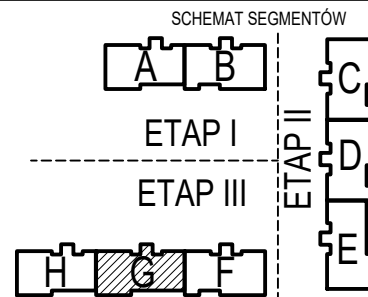 SCHEMAT SEGMENTÓW
A B
C
ETAP I
ETAP II
D
ETAP III
E
H G F